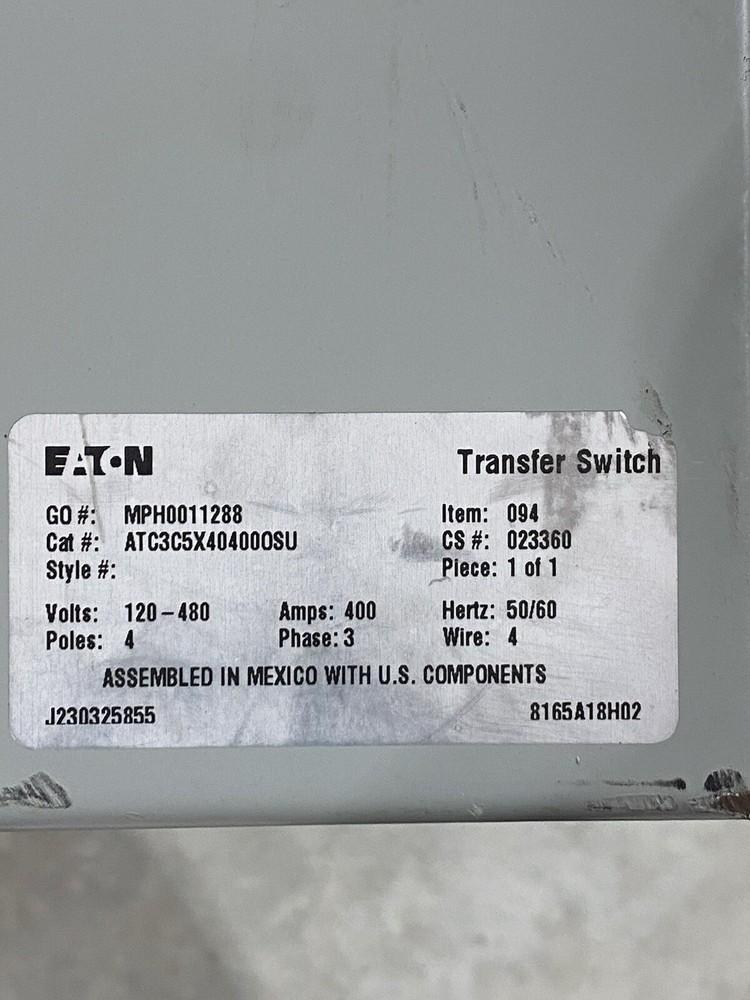 EATON Transfer Switch
GO #: MPH0011288 Item: 094
Cat #: ATC3C5X40400OSU CS #: 023360
Style #: Piece: 1 of 1
Volts: 120-480 Amps: 400 Hertz: 50/60
Poles: 4 Phase: 3 Wire: 4
ASSEMBLED IN MEXICO WITH U.S. COMPONENTS
J230325855 8165A18H02